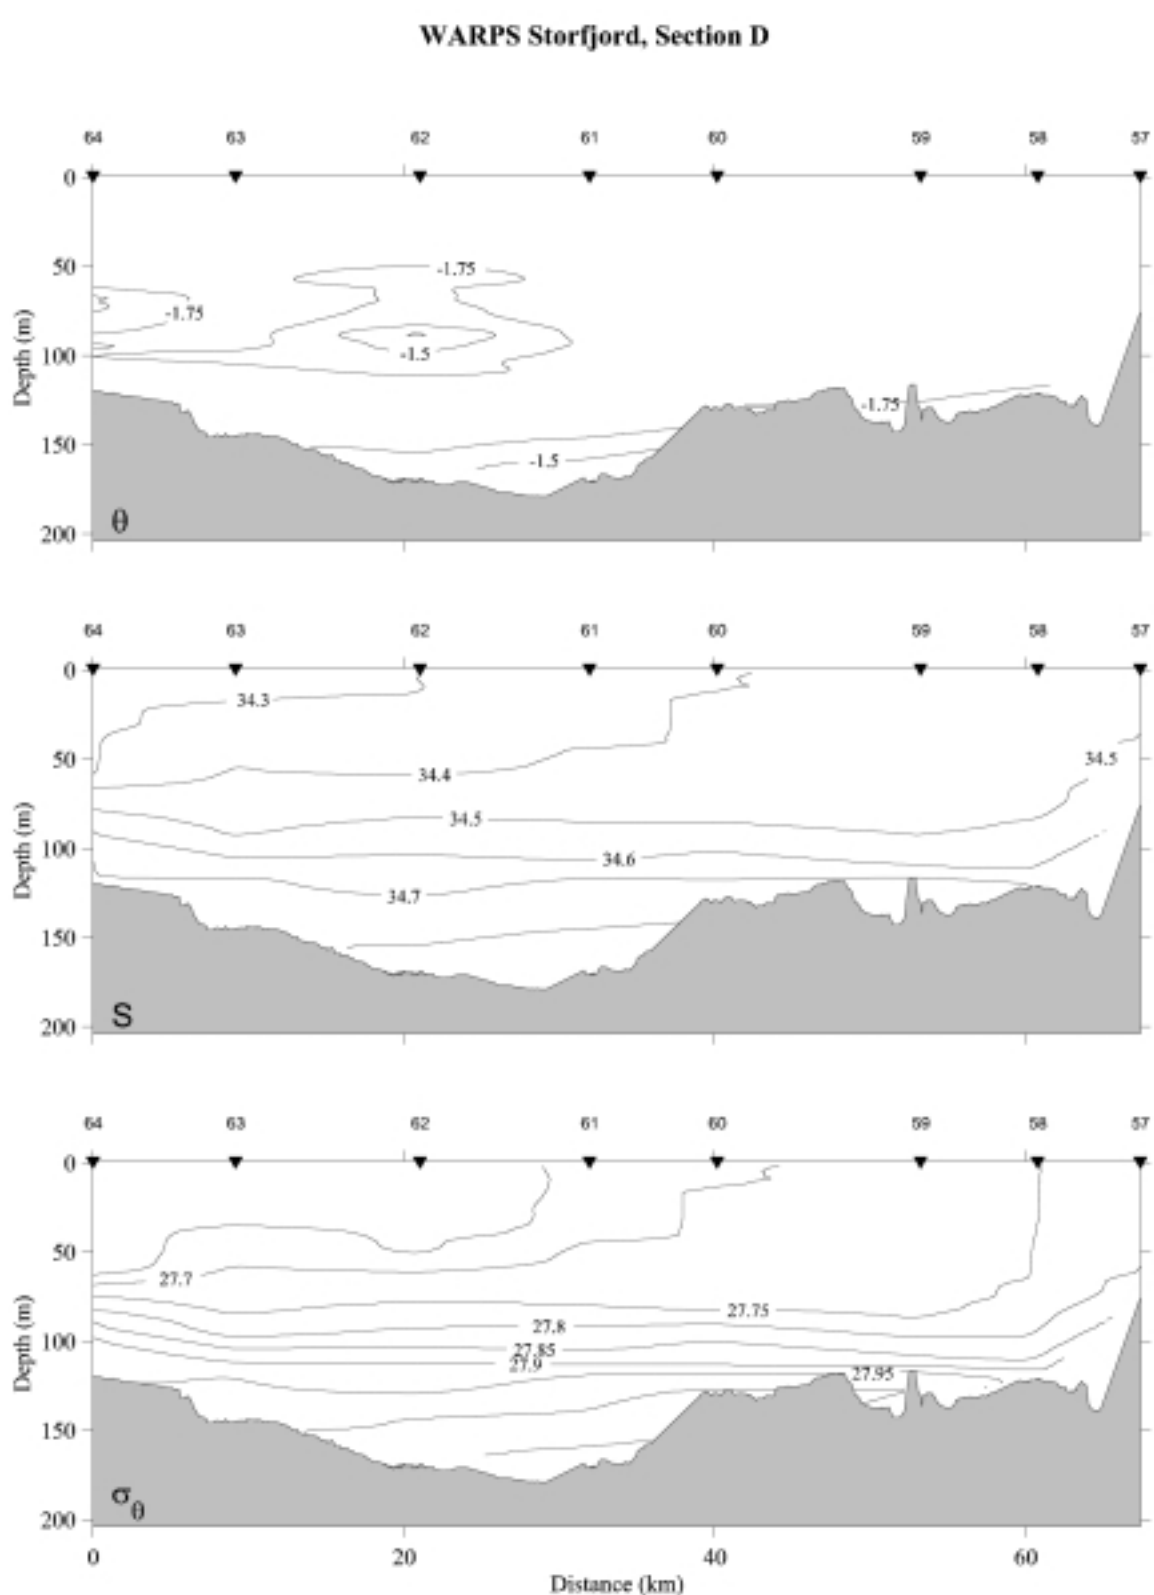 WARPS Storfjord, Section D
64 63 62 61 60 59 58 57
0
50
100
150
200
Depth (m)
-1.75
-1.75
-1.5
-1.75
-1.5
θ
64 63 62 61 60 59 58 57
0
50
100
150
200
Depth (m)
34.3
34.5
34.4
34.5
34.6
34.7
S
64 63 62 61 60 59 58 57
0
50
100
150
200
Depth (m)
27.7
27.75
27.8
27.85
27.9
27.95
σθ
0 20 40 60
Distance (km)